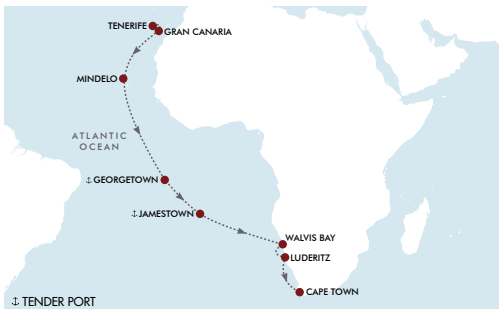 TENERIFE
GRAN CANARIA
MINDELO
ATLANTIC
OCEAN
⚓ GEORGETOWN
⚓ JAMESTOWN
WALVIS BAY
LUDERITZ
CAPE TOWN
⚓ TENDER PORT